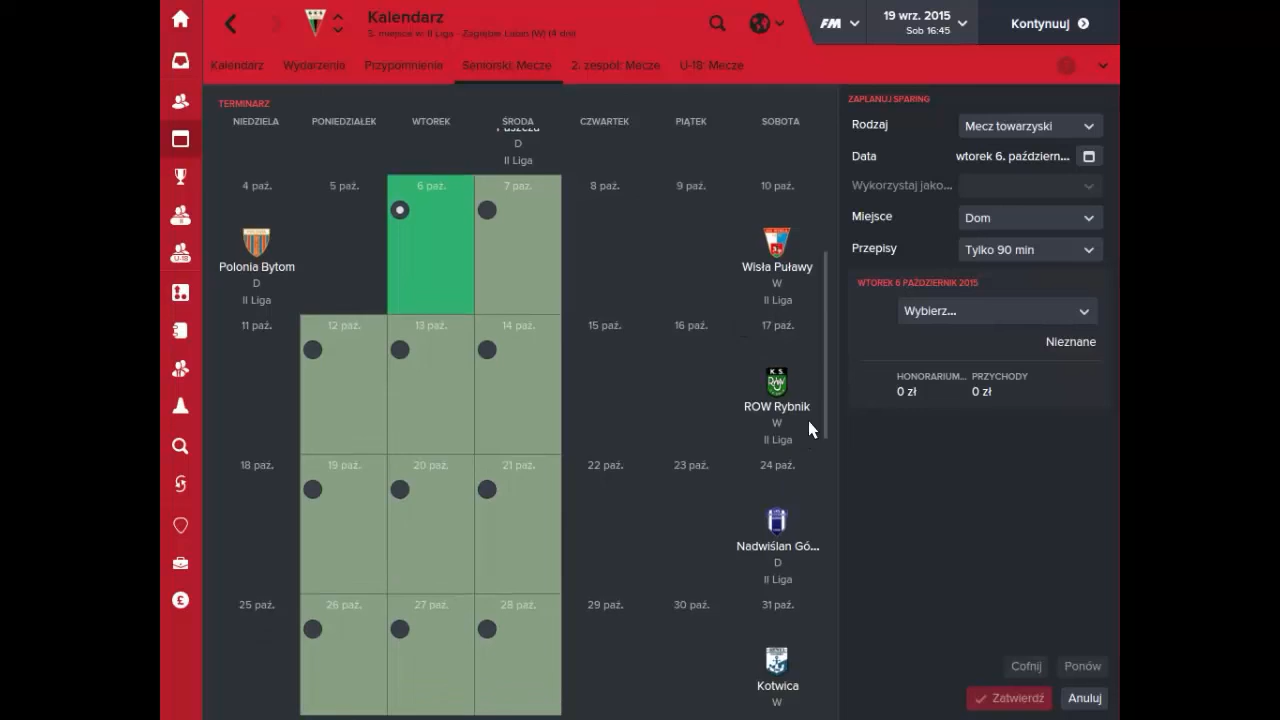 Kalendarz
5. miejsce w II Liga - Zagłębie Lubin (W) (4 dni)
FM
19 wrz. 2015
Sob 16:45
Kontynuuj
Kalendarz
Wydarzenia
Przypomnienia
Seniorski: Mecze
2. zespół: Mecze
U-18: Mecze
TERMINARZ
NIEDZIELA
PONIEDZIAŁEK
WTOREK
ŚRODA
CZWARTEK
PIĄTEK
SOBOTA
Puszcza
D
II Liga
4 paź.
5 paź.
6 paź.
7 paź.
8 paź.
9 paź.
10 paź.
Polonia Bytom
D
II Liga
Wisła Puławy
W
II Liga
11 paź.
12 paź.
13 paź.
14 paź.
15 paź.
16 paź.
17 paź.
ROW Rybnik
W
II Liga
18 paź.
19 paź.
20 paź.
21 paź.
22 paź.
23 paź.
24 paź.
Nadwiślan Gó...
D
II Liga
25 paź.
26 paź.
27 paź.
28 paź.
29 paź.
30 paź.
31 paź.
Kotwica
W
ZAPLANUJ SPARING
Rodzaj
Mecz towarzyski
Data
wtorek 6. październ...
Wykorzystaj jako...
Miejsce
Dom
Przepisy
Tylko 90 min
WTOREK 6 PAŹDZIERNIK 2015
Wybierz...
Nieznane
HONORARIUM...
PRZYCHODY
0 zł
0 zł
Cofnij
Ponów
Zatwierdź
Anuluj